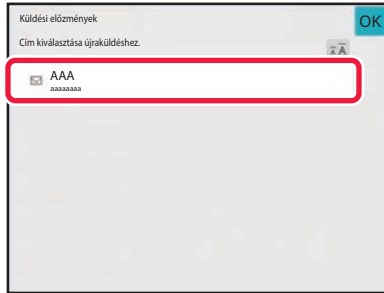 Küldési előzmények
OK
Cím kiválasztása újraküldéshez.
A A
AAA
aaaaaaaa